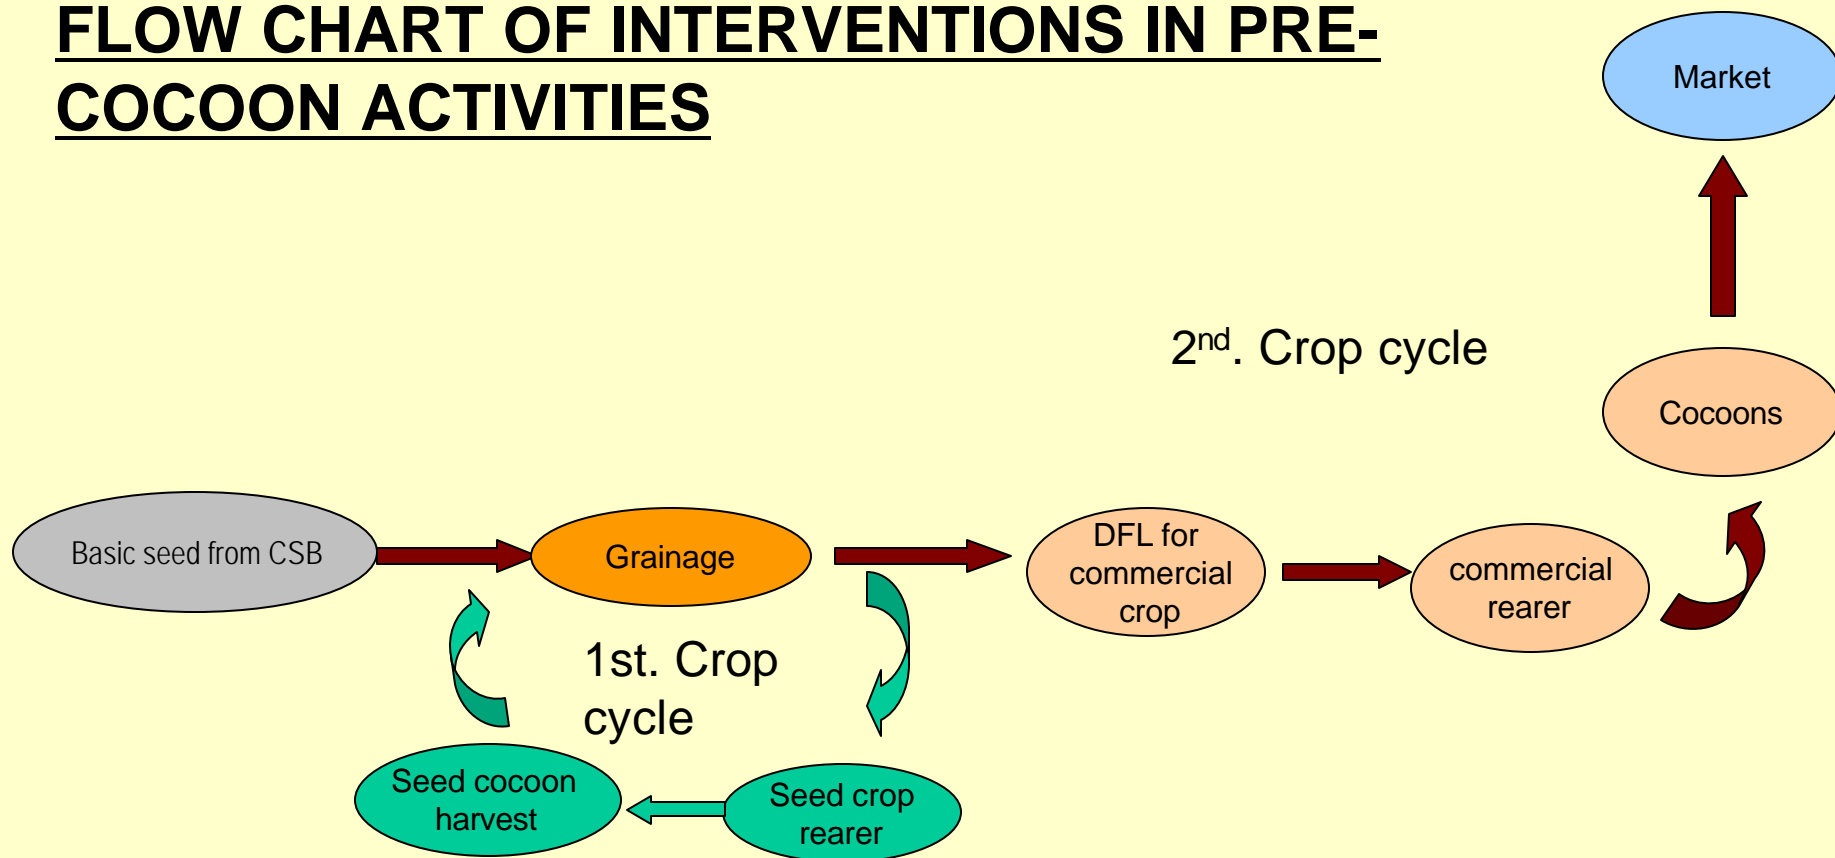 FLOW CHART OF INTERVENTIONS IN PRE-
COCOON ACTIVITIES
Market
2nd. Crop cycle
Cocoons
Basic seed from CSB
Grainage
DFL for
commercial
crop
commercial
rearer
1st. Crop
cycle
Seed cocoon
harvest
Seed crop
rearer